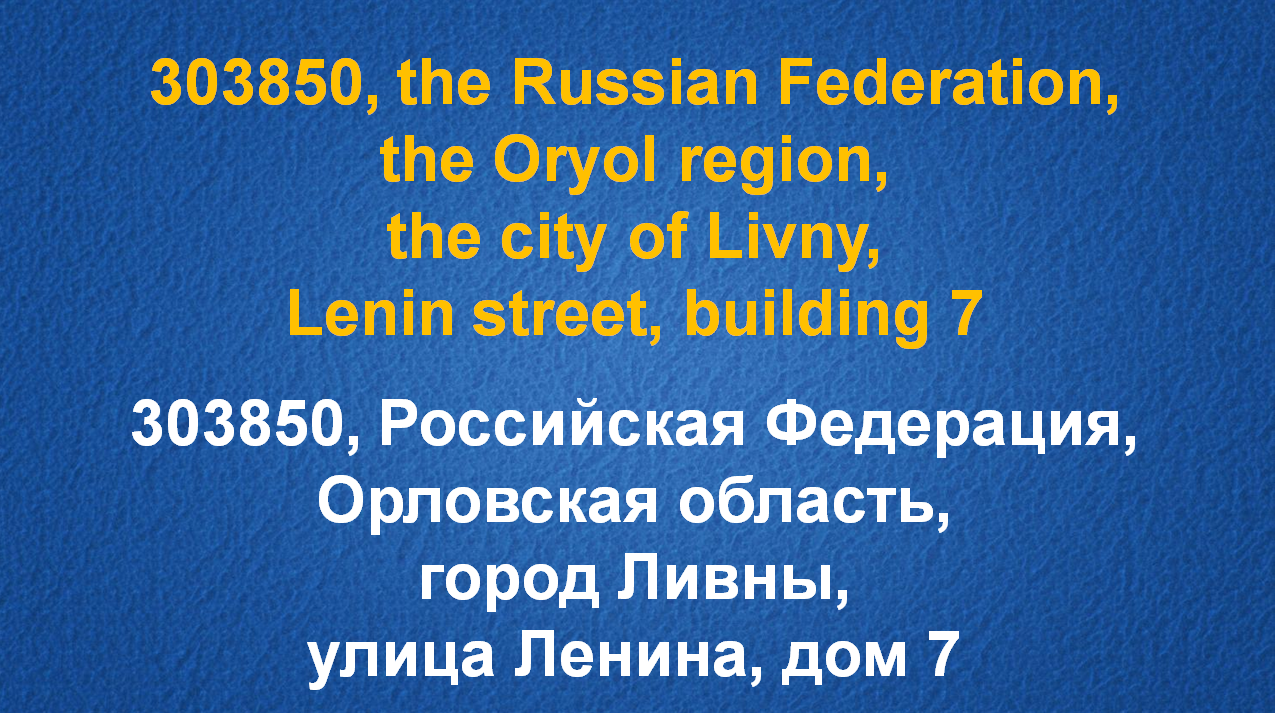 303850, the Russian Federation,
the Oryol region,
the city of Livny,
Lenin street, building 7
303850, Российская Федерация,
Орловская область,
город Ливны,
улица Ленина, дом 7